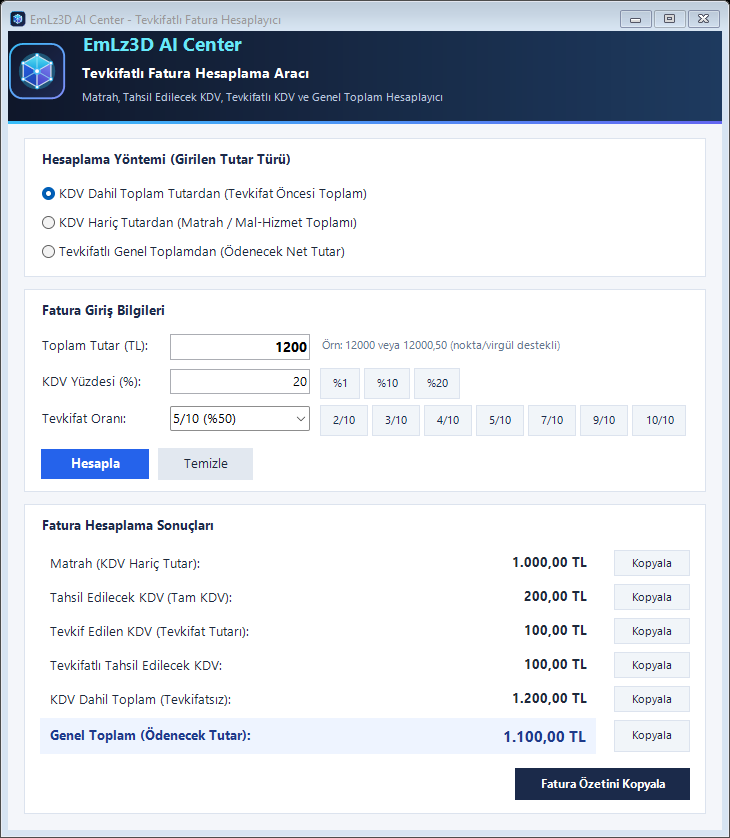 EmLz3D AI Center - Tevkifatlı Fatura Hesaplayıcı
EmLz3D AI Center
Tevkifatlı Fatura Hesaplama Aracı
Matrah, Tahsil Edilecek KDV, Tevkifatlı KDV ve Genel Toplam Hesaplayıcı
Hesaplama Yöntemi (Girilen Tutar Türü)
KDV Dahil Toplam Tutardan (Tevkifat Öncesi Toplam)
KDV Hariç Tutardan (Matrah / Mal-Hizmet Toplamı)
Tevkifatlı Genel Toplamdan (Ödenecek Net Tutar)
Fatura Giriş Bilgileri
Toplam Tutar (TL): 1200 Örn: 12000 veya 12000,50 (nokta/virgül destekli)
KDV Yüzdesi (%): 20 %1 %10 %20
Tevkifat Oranı: 5/10 (%50) 2/10 3/10 4/10 5/10 7/10 9/10 10/10
Hesapla Temizle
Fatura Hesaplama Sonuçları
Matrah (KDV Hariç Tutar): 1.000,00 TL Kopyala
Tahsil Edilecek KDV (Tam KDV): 200,00 TL Kopyala
Tevkif Edilen KDV (Tevkifat Tutarı): 100,00 TL Kopyala
Tevkifatlı Tahsil Edilecek KDV: 100,00 TL Kopyala
KDV Dahil Toplam (Tevkifatsız): 1.200,00 TL Kopyala
Genel Toplam (Ödenecek Tutar): 1.100,00 TL Kopyala
Fatura Özetini Kopyala